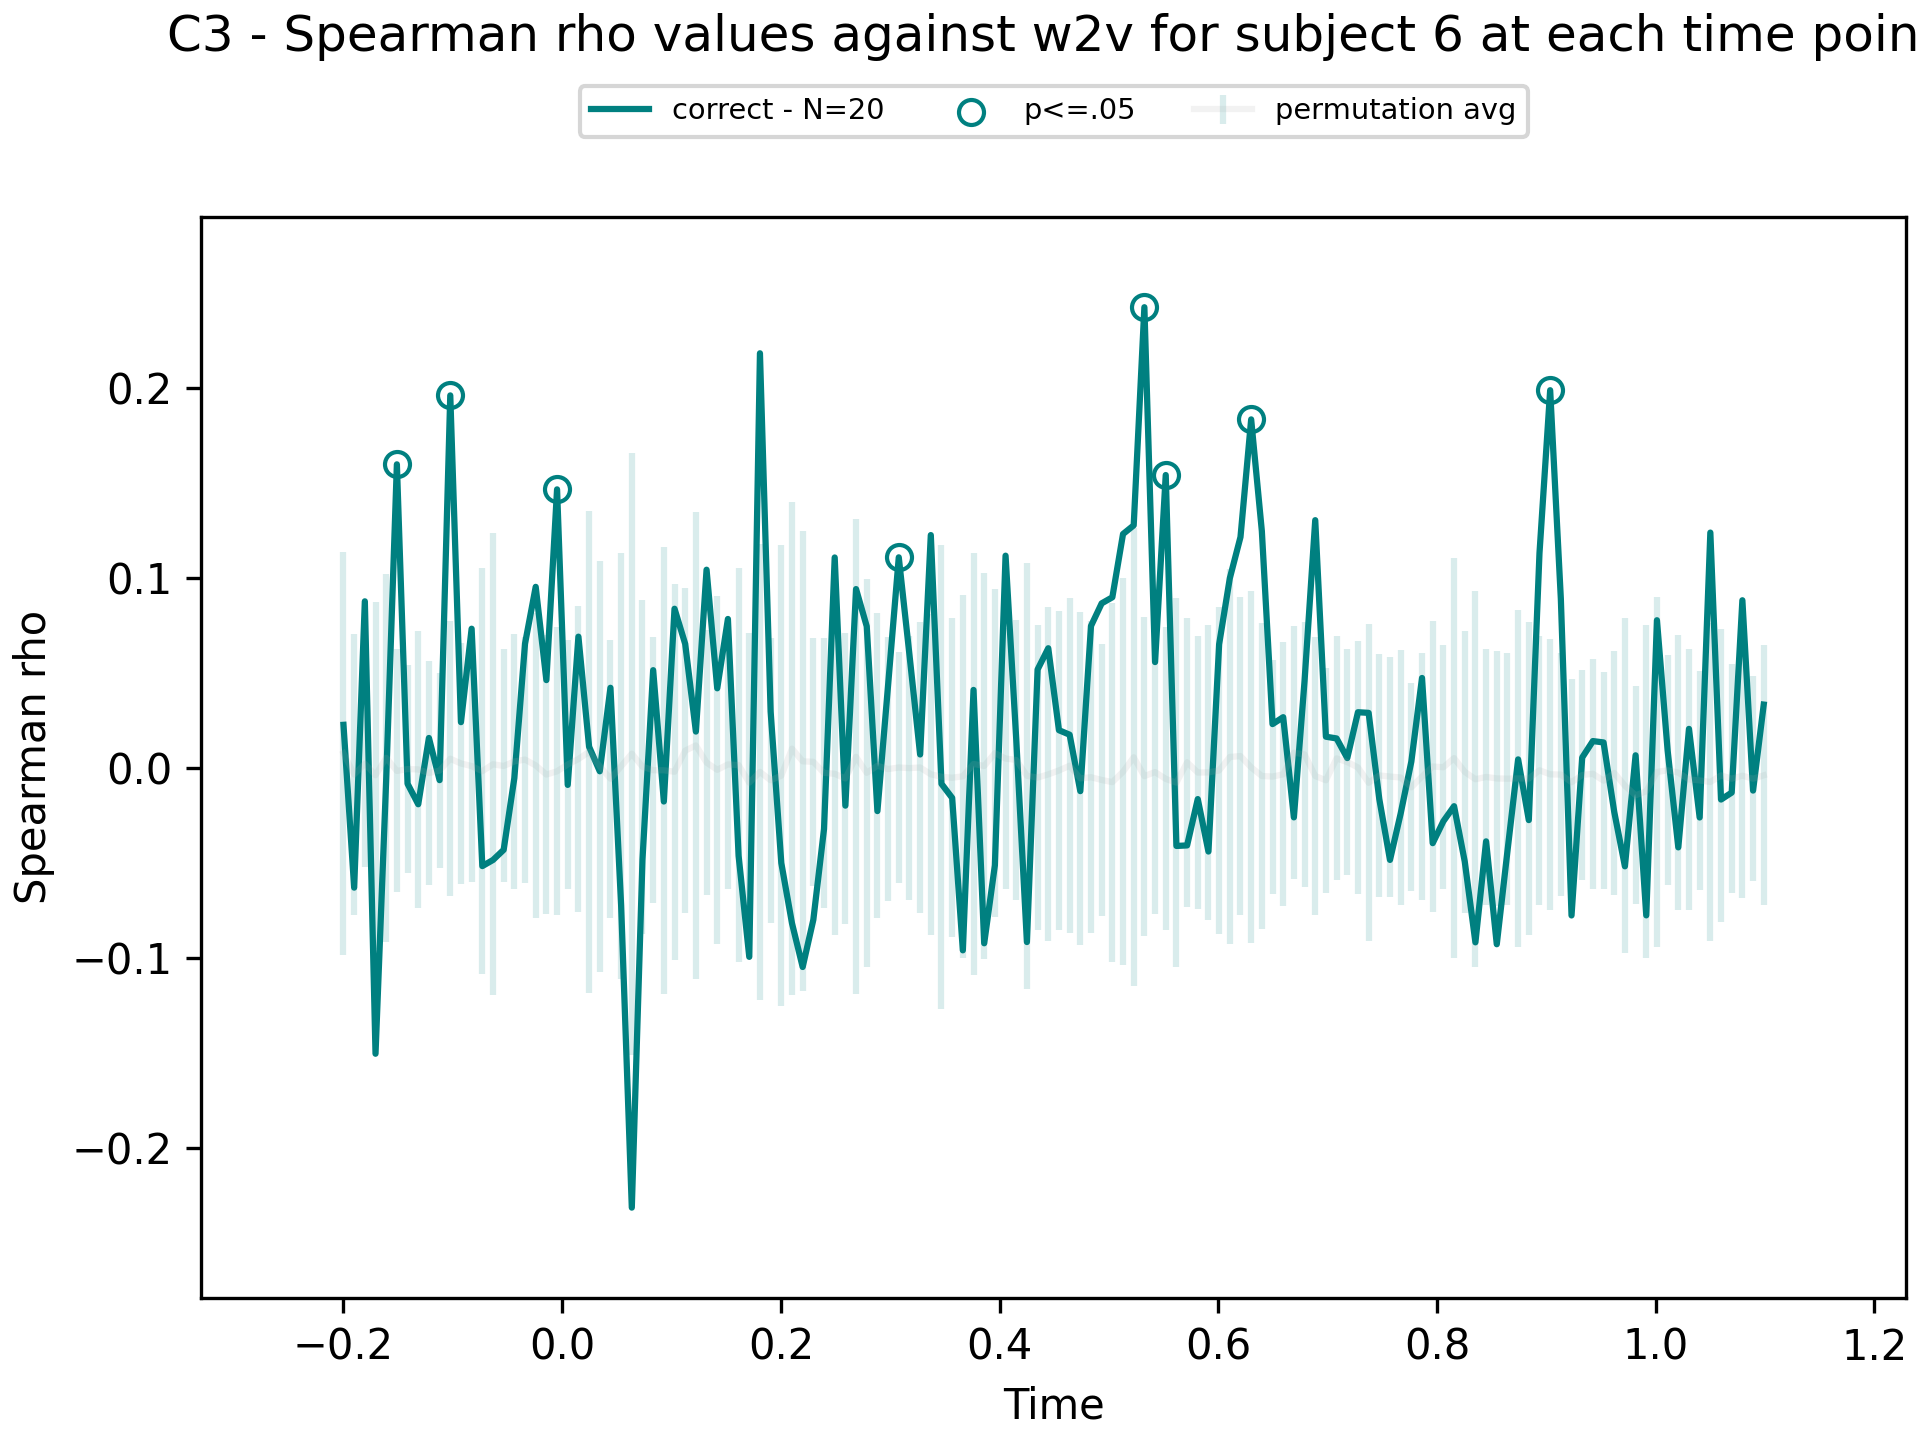 C3 - Spearman rho values against w2v for subject 6 at each time poin
correct - N=20
p<=.05
permutation avg
Spearman rho
0.2
0.1
0.0
−0.1
−0.2
−0.2
0.0
0.2
0.4
0.6
0.8
1.0
1.2
Time